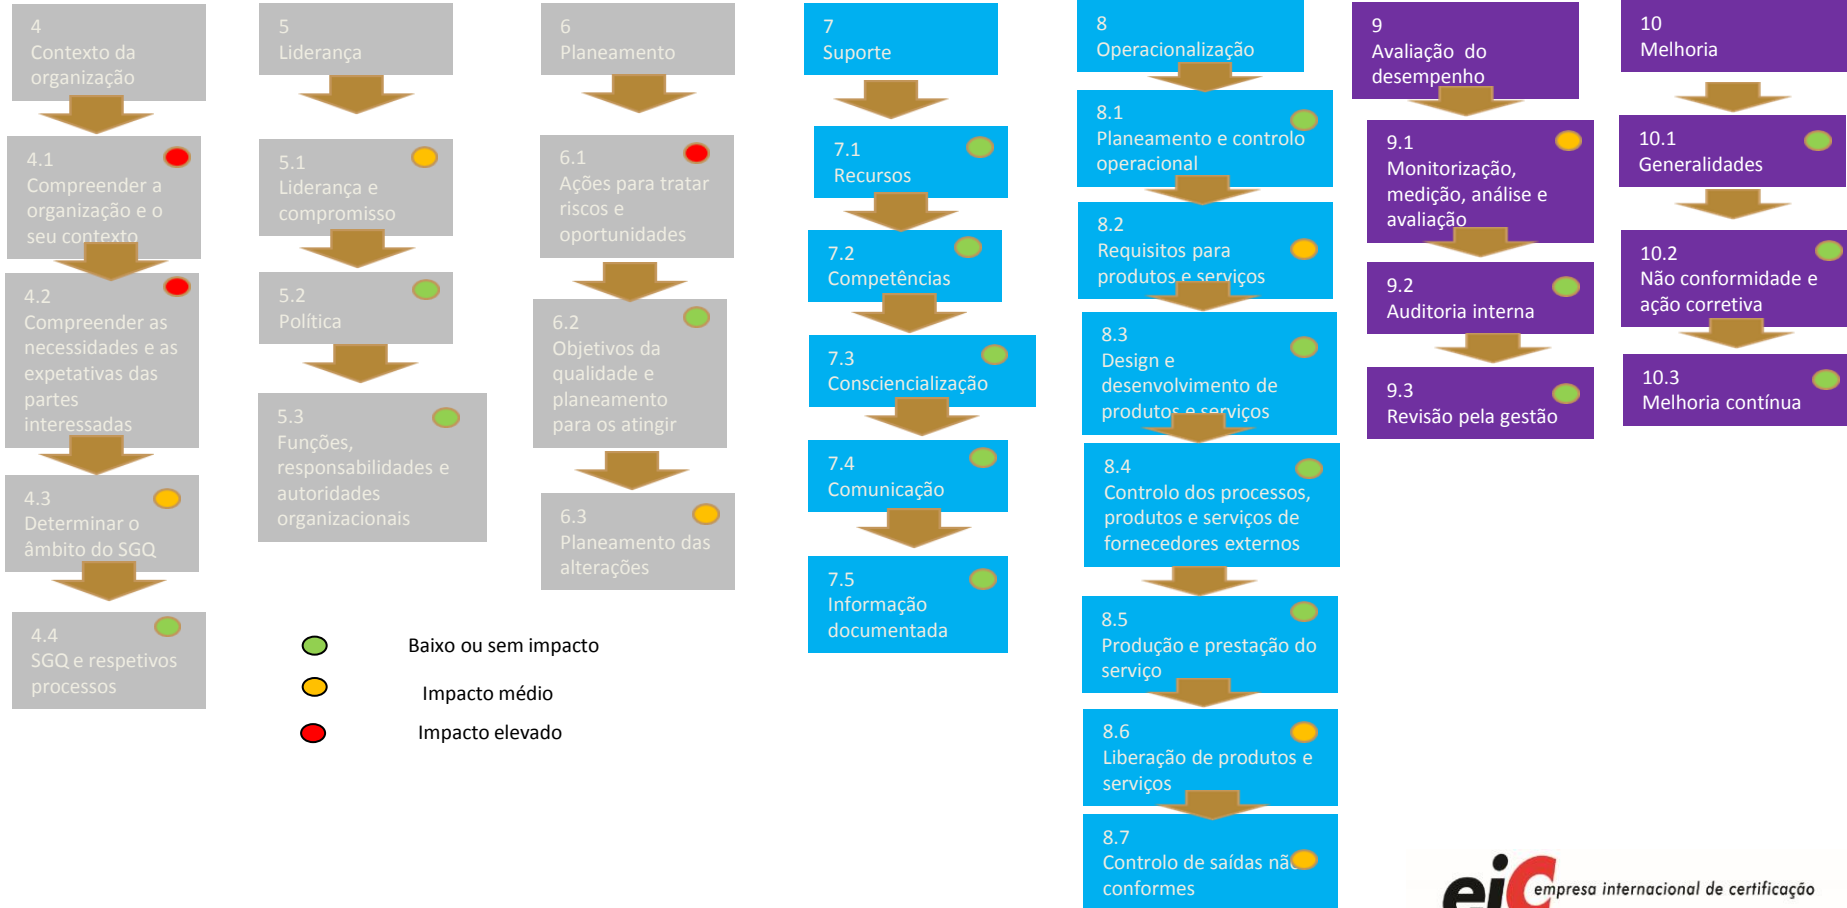 4
Contexto da
organização
4.1
Compreender a
organização e o
seu contexto
4.2
Compreender as
necessidades e as
expetativas das
partes
interessadas
4.3
Determinar o
âmbito do SGQ
4.4
SGQ e respetivos
processos
5
Liderança
5.1
Liderança e
compromisso
5.2
Política
5.3
Funções,
responsabilidades e
autoridades
organizacionais
6
Planeamento
6.1
Ações para tratar
riscos e
oportunidades
6.2
Objetivos da
qualidade e
planeamento
para os atingir
6.3
Planeamento das
alterações
Baixo ou sem impacto
Impacto médio
Impacto elevado
7
Suporte
7.1
Recursos
7.2
Competências
7.3
Consciencialização
7.4
Comunicação
7.5
Informação
documentada
8
Operacionalização
8.1
Planeamento e controlo
operacional
8.2
Requisitos para
produtos e serviços
8.3
Design e
desenvolvimento de
produtos e serviços
8.4
Controlo dos processos,
produtos e serviços de
fornecedores externos
8.5
Produção e prestação do
serviço
8.6
Liberação de produtos e
serviços
8.7
Controlo de saídas não
conformes
9
Avaliação do
desempenho
9.1
Monitorização,
medição, análise e
avaliação
9.2
Auditoria interna
9.3
Revisão pela gestão
10
Melhoria
10.1
Generalidades
10.2
Não conformidade e
ação corretiva
10.3
Melhoria contínua
eiC empresa internacional de certificação